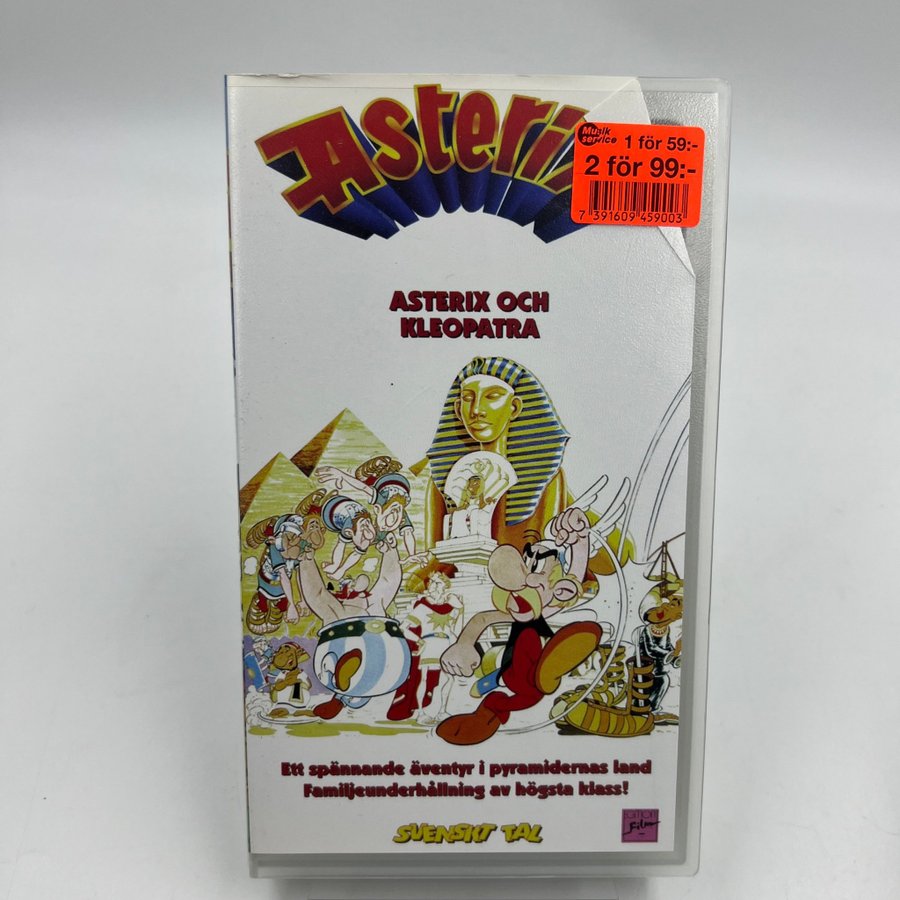 Asterix
Musik
service
1 för 59:-
2 för 99:-
7 391609 459003
ASTERIX OCH
KLEOPATRA
Ett spännande äventyr i pyramidernas land
Familjeunderhållning av högsta klass!
SVENSKT TAL
Film